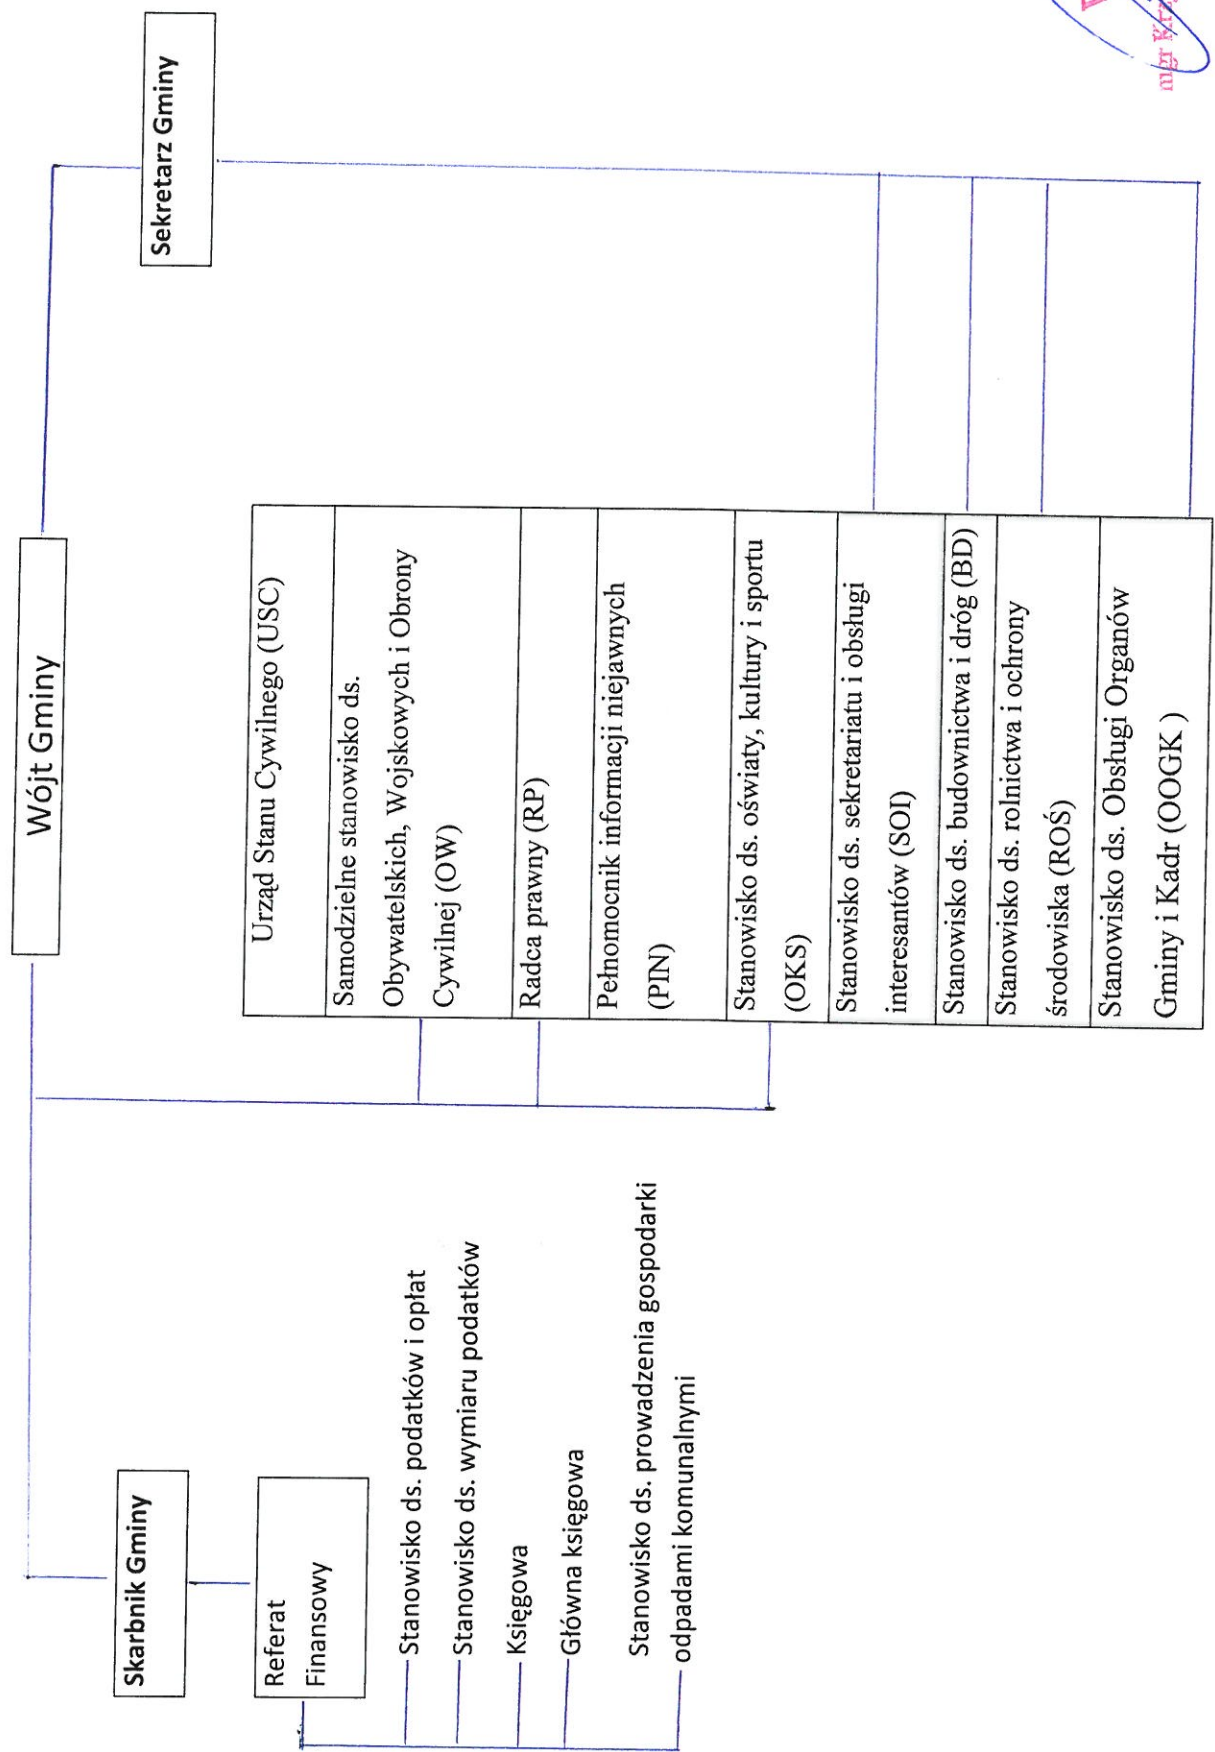 Wójt Gminy
Skarbnik Gminy
Sekretarz Gminy
Referat
Finansowy
Stanowisko ds. podatków i opłat
Stanowisko ds. wymiaru podatków
Księgowa
Główna księgowa
Stanowisko ds. prowadzenia gospodarki
odpadami komunalnymi
Urząd Stanu Cywilnego (USC)
Samodzielne stanowisko ds.
Obywatelskich, Wojskowych i Obrony
Cywilnej (OW)
Radca prawny (RP)
Pełnomocnik informacji niejawnych
(PIN)
Stanowisko ds. oświaty, kultury i sportu
(OKS)
Stanowisko ds. sekretariatu i obsługi
interesantów (SOI)
Stanowisko ds. budownictwa i dróg (BD)
Stanowisko ds. rolnictwa i ochrony
środowiska (ROŚ)
Stanowisko ds. Obsługi Organów
Gminy i Kadr (OOGK )
mgr